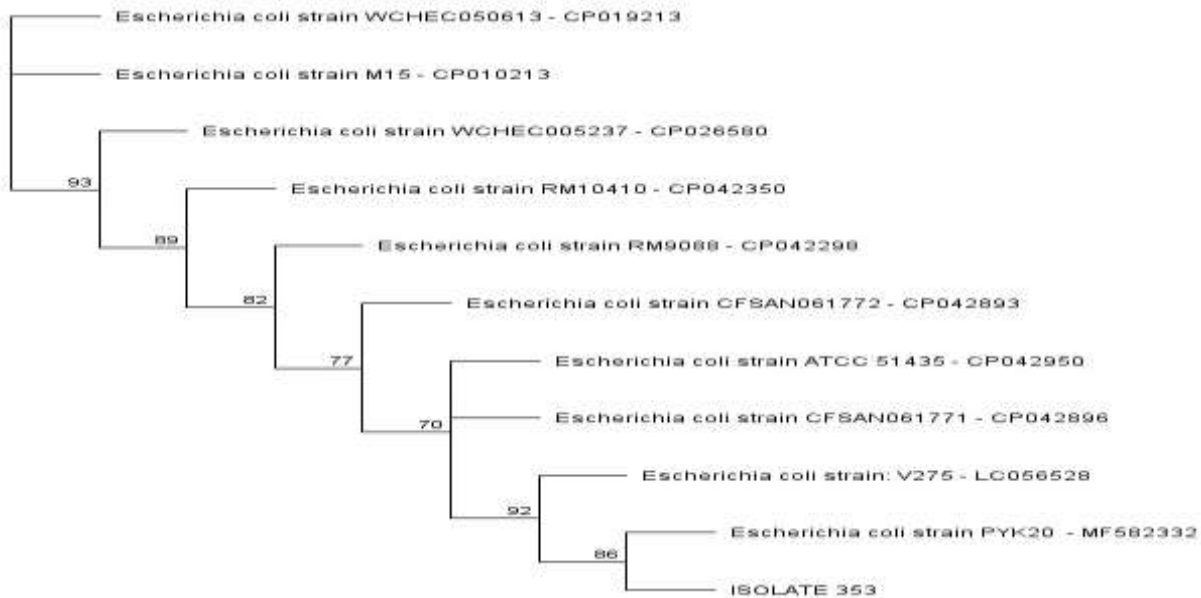 Escherichia coli strain WCHEC050613 - CP019213
Escherichia coli strain M15 - CP010213
Escherichia coli strain WCHEC005237 - CP026580
93
Escherichia coli strain RM10410 - CP042350
89
Escherichia coli strain RM9088 - CP042298
82
Escherichia coli strain CFSAN061772 - CP042893
77
Escherichia coli strain ATCC 51435 - CP042950
Escherichia coli strain CFSAN061771 - CP042896
70
Escherichia coli strain: V275 - LC056528
92
Escherichia coli strain PYK20 - MF582332
86
ISOLATE 353